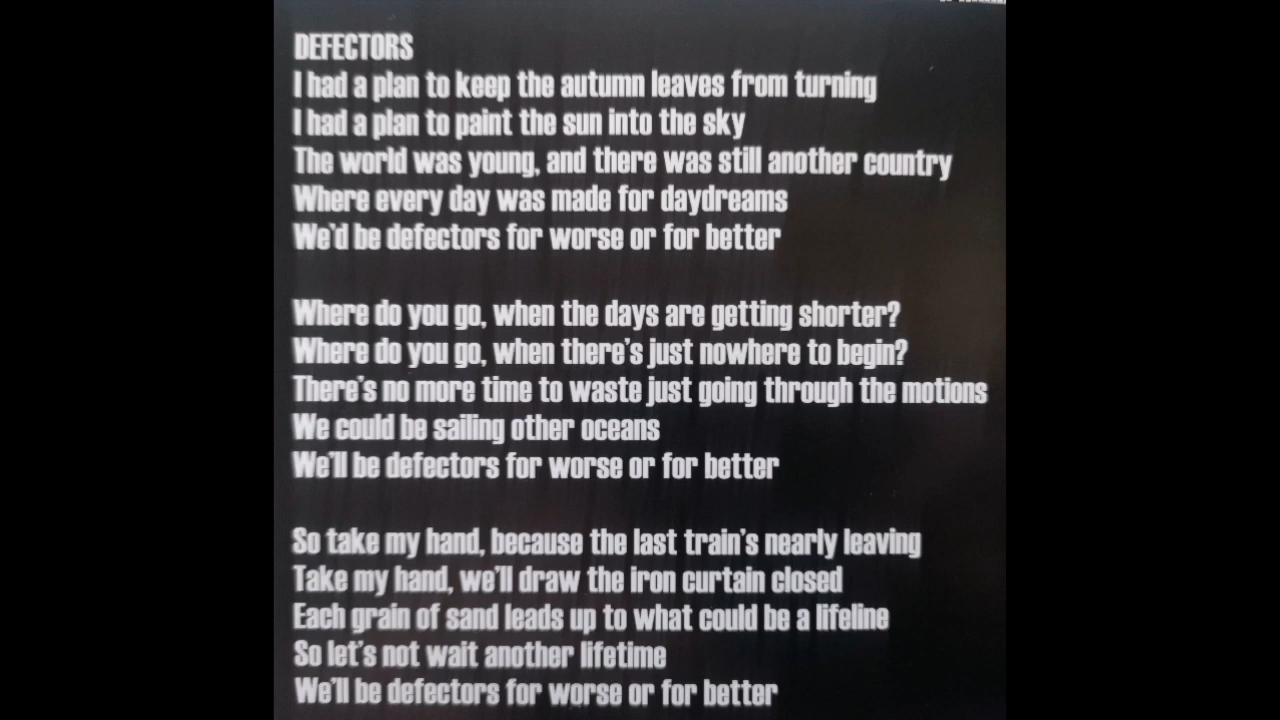 DEFECTORS
I had a plan to keep the autumn leaves from turning
I had a plan to paint the sun into the sky
The world was young, and there was still another country
Where every day was made for daydreams
We'd be defectors for worse or for better
Where do you go, when the days are getting shorter?
Where do you go, when there's just nowhere to begin?
There's no more time to waste just going through the motions
We could be sailing other oceans
We'll be defectors for worse or for better
So take my hand, because the last train's nearly leaving
Take my hand, we'll draw the iron curtain closed
Each grain of sand leads up to what could be a lifeline
So let's not wait another lifetime
We'll be defectors for worse or for better